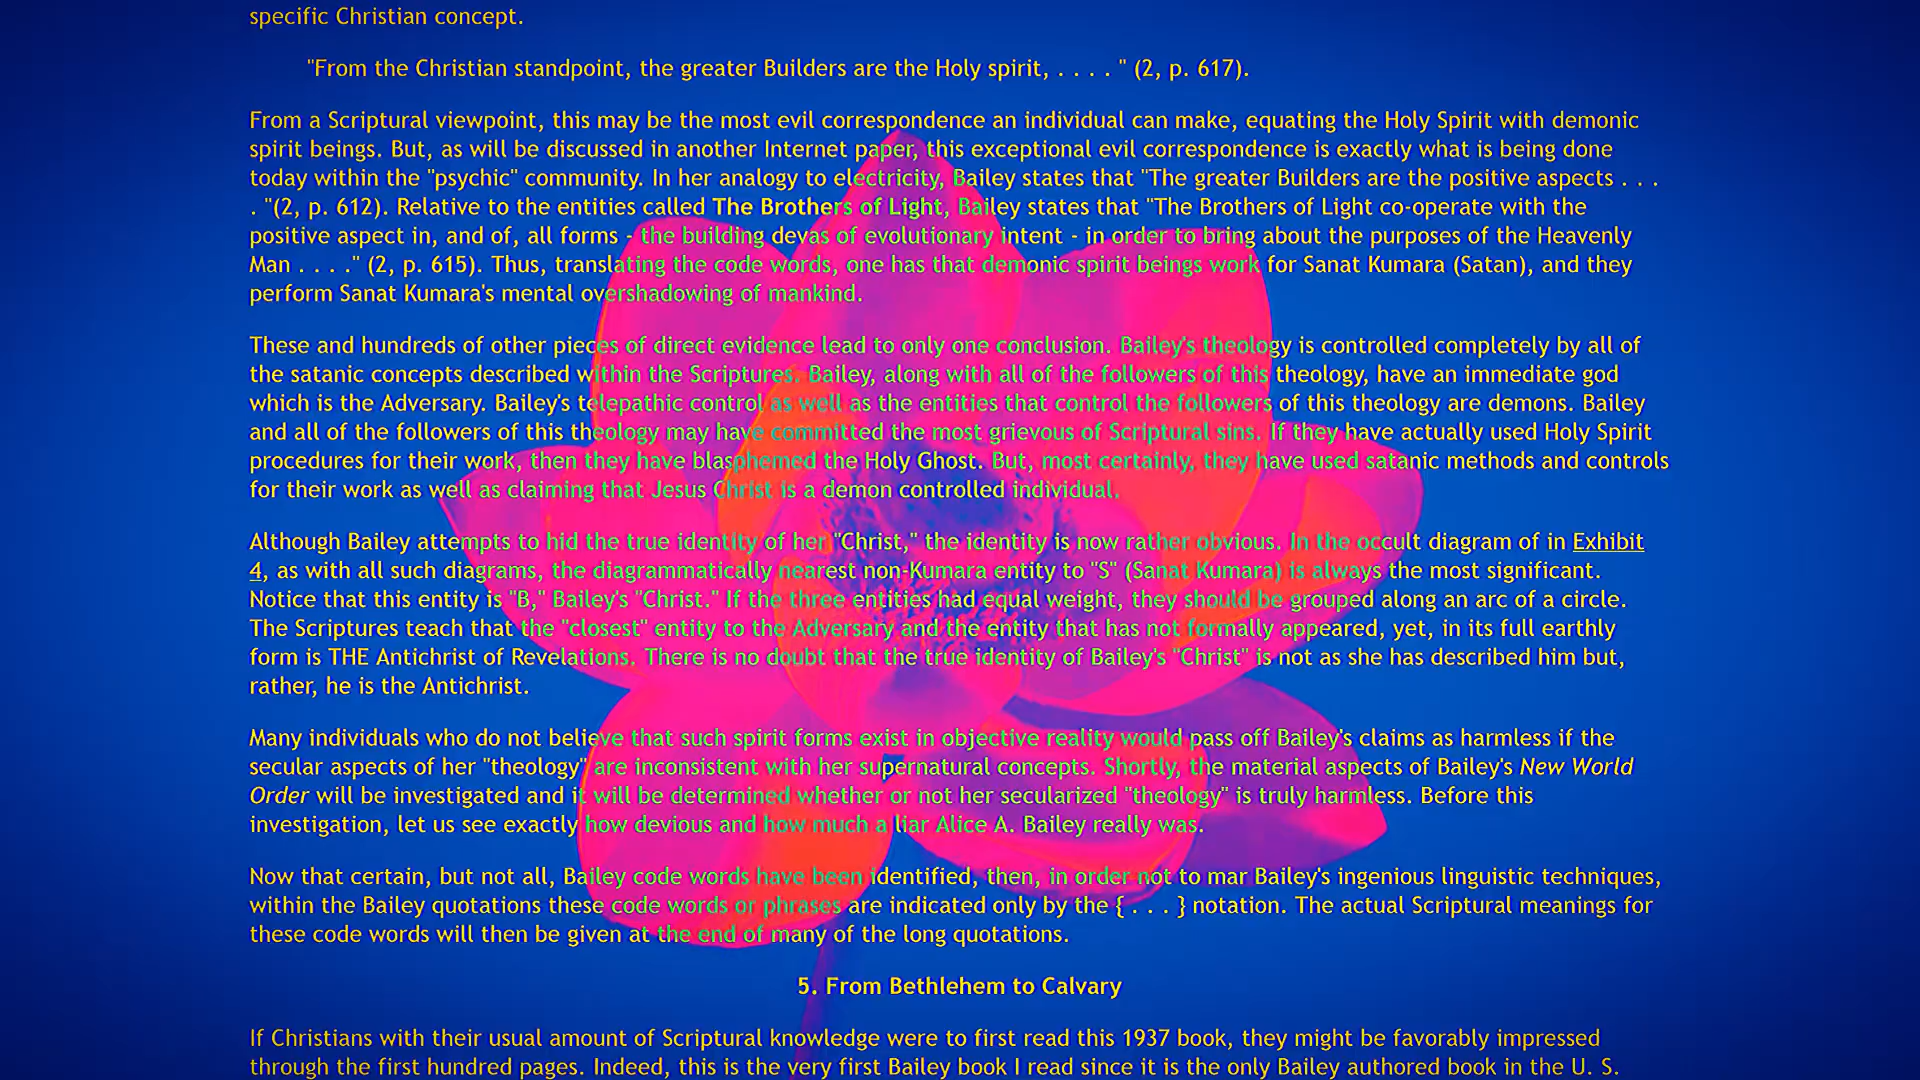 specific Christian concept.
"From the Christian standpoint, the greater Builders are the Holy spirit, . . . . " (2, p. 617).
From a Scriptural viewpoint, this may be the most evil correspondence an individual can make, equating the Holy Spirit with demonic
spirit beings. But, as will be discussed in another Internet paper, this exceptional evil correspondence is exactly what is being done
today within the "psychic" community. In her analogy to electricity, Bailey states that "The greater Builders are the positive aspects . . .
. "(2, p. 612). Relative to the entities called The Brothers of Light, Bailey states that "The Brothers of Light co-operate with the
positive aspect in, and of, all forms - the building devas of evolutionary intent - in order to bring about the purposes of the Heavenly
Man . . . ." (2, p. 615). Thus, translating the code words, one has that demonic spirit beings work for Sanat Kumara (Satan), and they
perform Sanat Kumara's mental overshadowing of mankind.
These and hundreds of other pieces of direct evidence lead to only one conclusion. Bailey's theology is controlled completely by all of
the satanic concepts described within the Scriptures. Bailey, along with all of the followers of this theology, have an immediate god
which is the Adversary. Bailey's telepathic control as well as the entities that control the followers of this theology are demons. Bailey
and all of the followers of this theology may have committed the most grievous of Scriptural sins. If they have actually used Holy Spirit
procedures for their work, then they have blasphemed the Holy Ghost. But, most certainly, they have used satanic methods and controls
for their work as well as claiming that Jesus Christ is a demon controlled individual.
Although Bailey attempts to hid the true identity of her "Christ," the identity is now rather obvious. In the occult diagram of in Exhibit
4, as with all such diagrams, the diagrammatically nearest non-Kumara entity to "S" (Sanat Kumara) is always the most significant.
Notice that this entity is "B," Bailey's "Christ." If the three entities had equal weight, they should be grouped along an arc of a circle.
The Scriptures teach that the "closest" entity to the Adversary and the entity that has not formally appeared, yet, in its full earthly
form is THE Antichrist of Revelations. There is no doubt that the true identity of Bailey's "Christ" is not as she has described him but,
rather, he is the Antichrist.
Many individuals who do not believe that such spirit forms exist in objective reality would pass off Bailey's claims as harmless if the
secular aspects of her "theology" are inconsistent with her supernatural concepts. Shortly, the material aspects of Bailey's New World
Order will be investigated and it will be determined whether or not her secularized "theology" is truly harmless. Before this
investigation, let us see exactly how devious and how much a liar Alice A. Bailey really was.
Now that certain, but not all, Bailey code words have been identified, then, in order not to mar Bailey's ingenious linguistic techniques,
within the Bailey quotations these code words or phrases are indicated only by the { . . . } notation. The actual Scriptural meanings for
these code words will then be given at the end of many of the long quotations.
5. From Bethlehem to Calvary
If Christians with their usual amount of Scriptural knowledge were to first read this 1937 book, they might be favorably impressed
through the first hundred pages. Indeed, this is the very first Bailey book I read since it is the only Bailey authored book in the U. S.